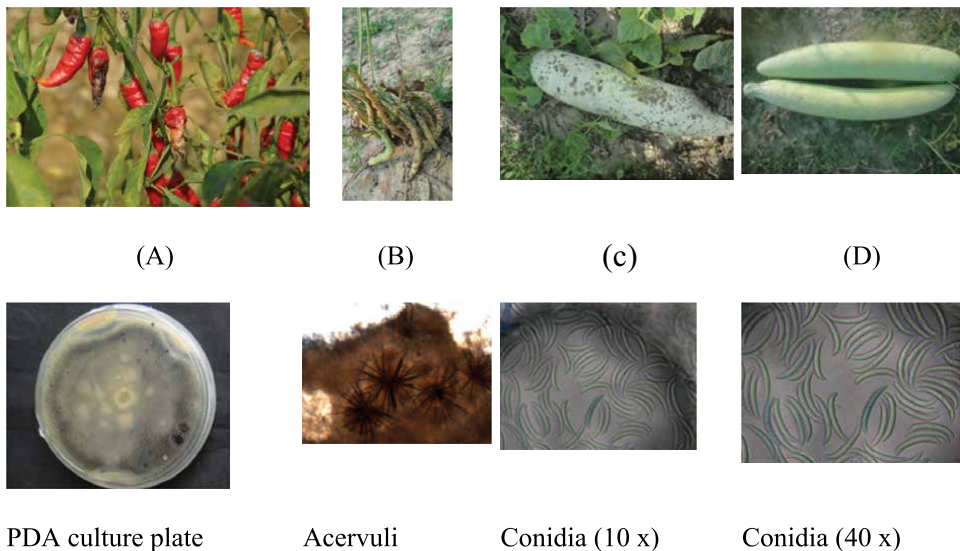 (A) (B) (c) (D)
PDA culture plate Acervuli Conidia (10 x) Conidia (40 x)